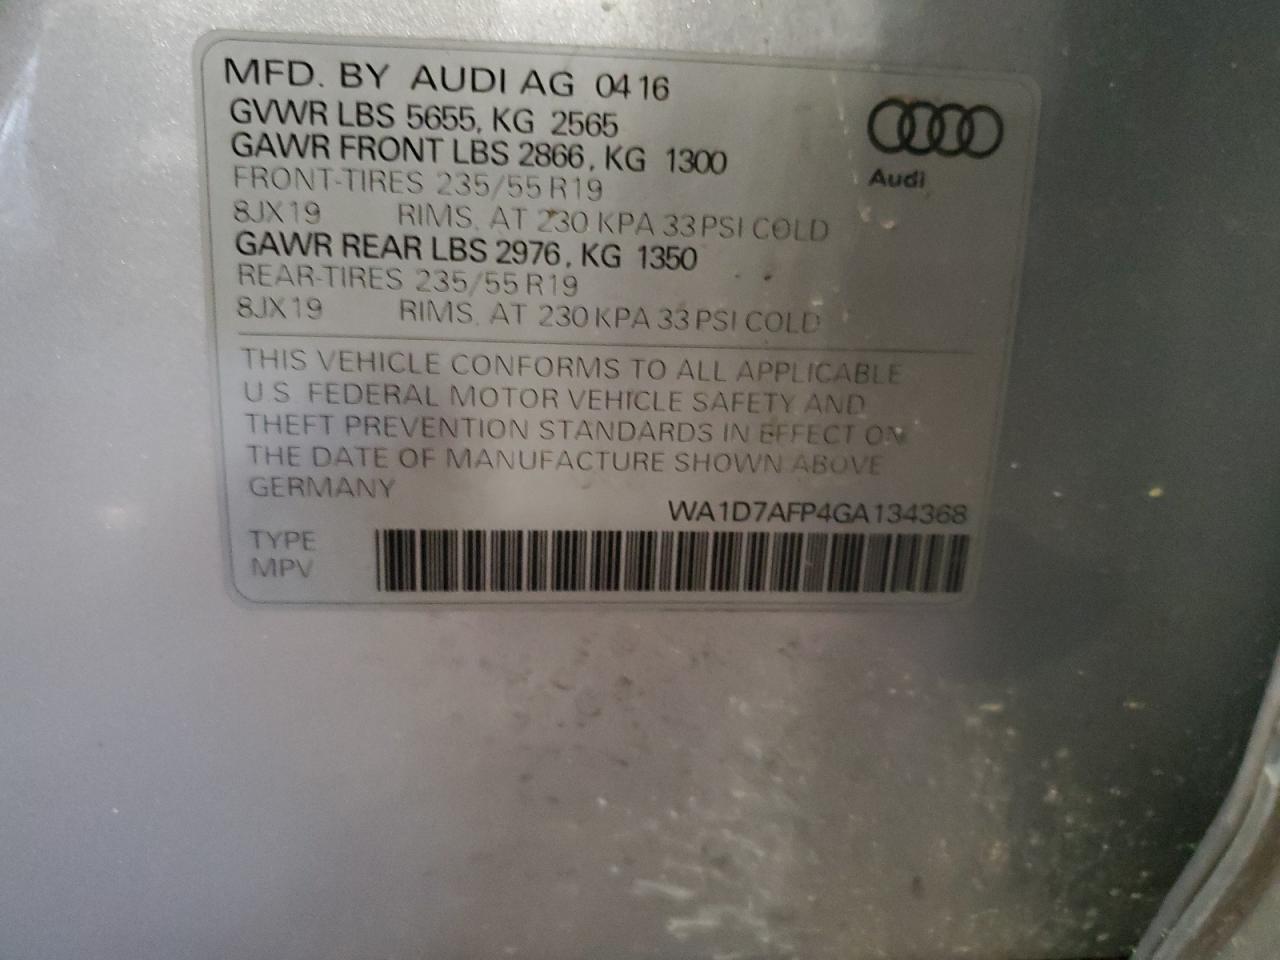 MFD. BY AUDI AG 04 16
GVWR LBS 5655, KG 2565
GAWR FRONT LBS 2866, KG 1300
FRONT-TIRES 235/55 R19
8JX19 RIMS, AT 230 KPA 33 PSI COLD
GAWR REAR LBS 2976, KG 1350
REAR-TIRES 235/55 R19
8JX19 RIMS, AT 230 KPA 33 PSI COLD
Audi
THIS VEHICLE CONFORMS TO ALL APPLICABLE
U.S. FEDERAL MOTOR VEHICLE SAFETY AND
THEFT PREVENTION STANDARDS IN EFFECT ON
THE DATE OF MANUFACTURE SHOWN ABOVE
GERMANY
WA1D7AFP4GA134368
TYPE
MPV